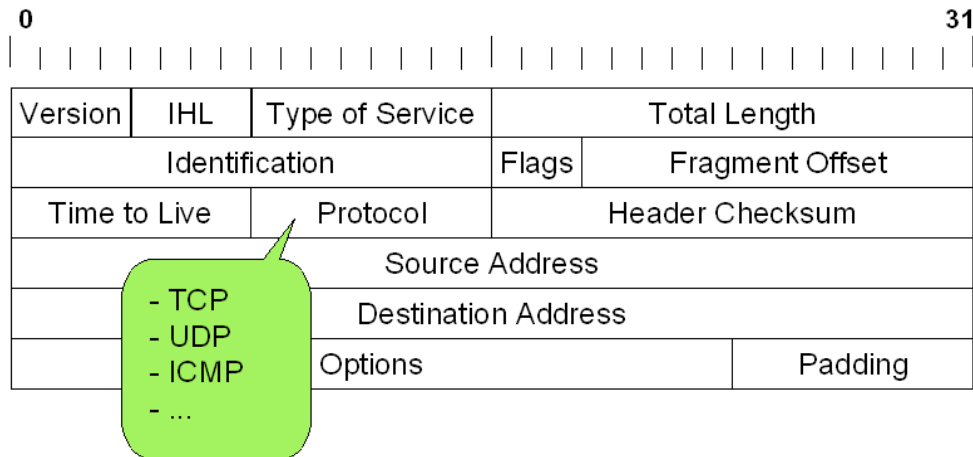 0 31
Version IHL Type of Service Total Length
Identification Flags Fragment Offset
Time to Live Protocol Header Checksum
Source Address
Destination Address
Options Padding
- TCP
- UDP
- ICMP
- ...